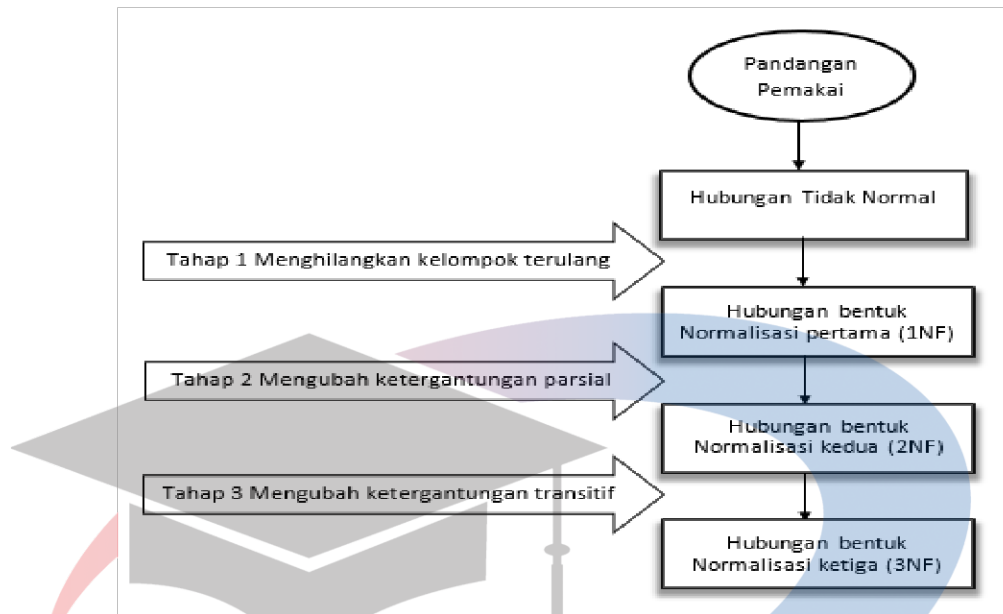 Pandangan
Pemakai
Hubungan Tidak Normal
Tahap 1 Menghilangkan kelompok terulang
Hubungan bentuk
Normalisasi pertama (1NF)
Tahap 2 Mengubah ketergantungan parsial
Hubungan bentuk
Normalisasi kedua (2NF)
Tahap 3 Mengubah ketergantungan transitif
Hubungan bentuk
Normalisasi ketiga (3NF)